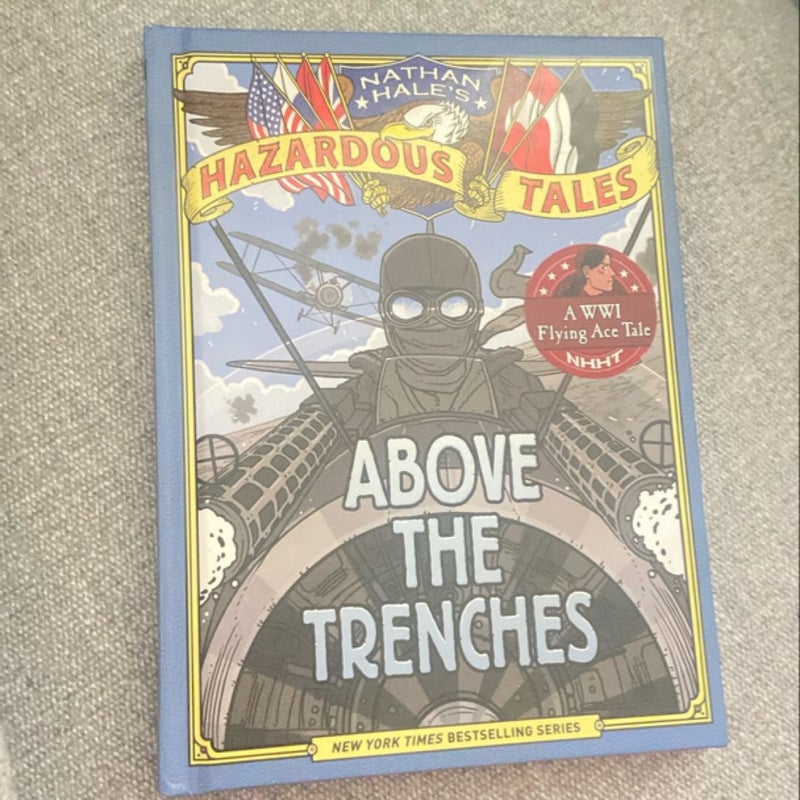 NATHAN
HALE'S
HAZARDOUS TALES
A WWI
Flying Ace Tale
NHHT
ABOVE
THE
TRENCHES
NEW YORK TIMES BESTSELLING SERIES